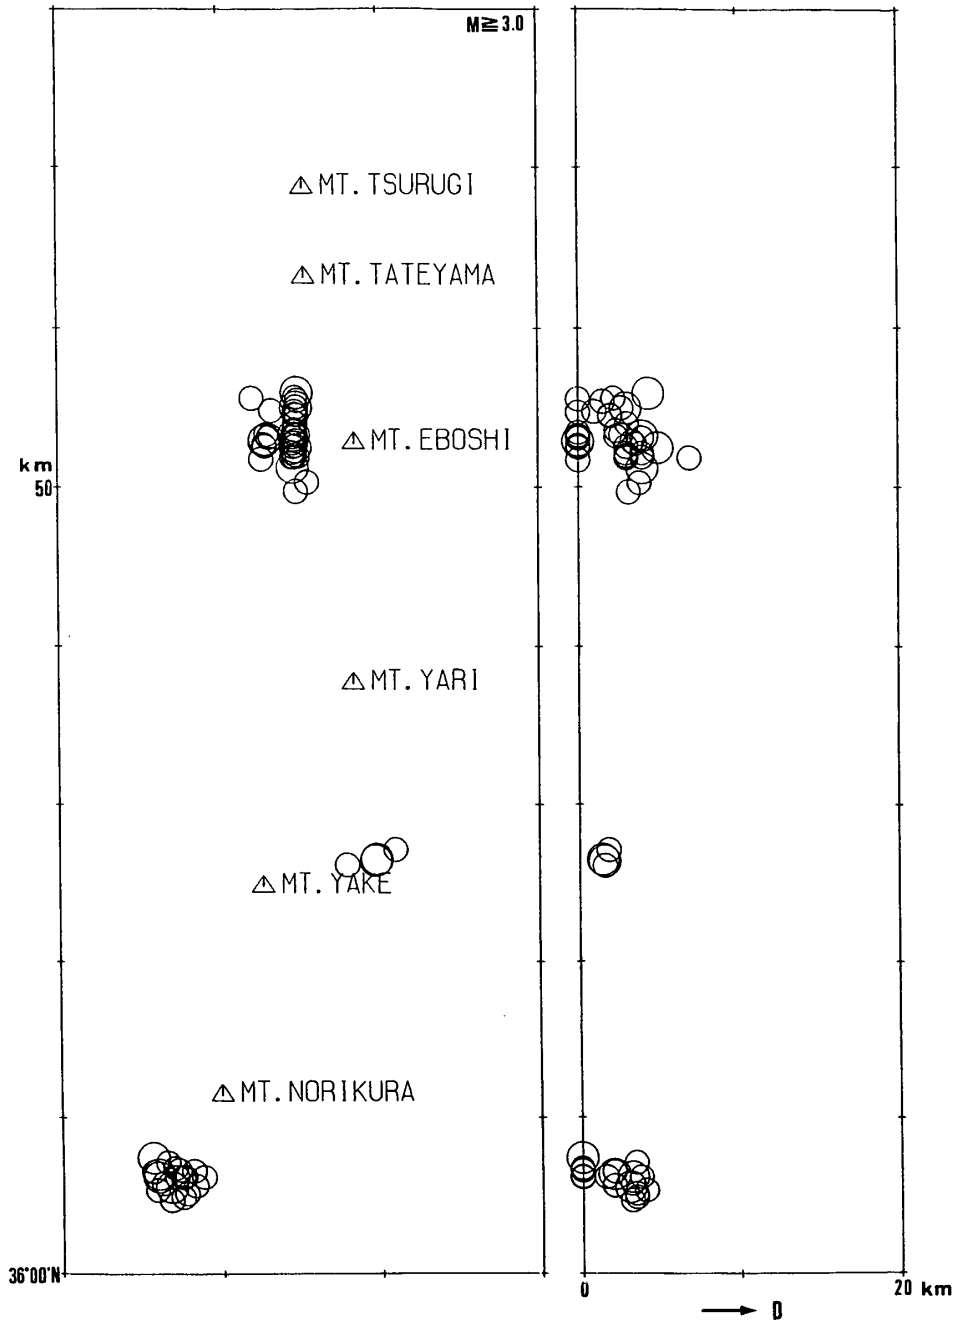 M≧3.0
MT. TSURUGI
MT. TATEYAMA
MT. EBOSHI
km
50
MT. YARI
MT. YAKE
MT. NORIKURA
36°00'N
0
20 km
D